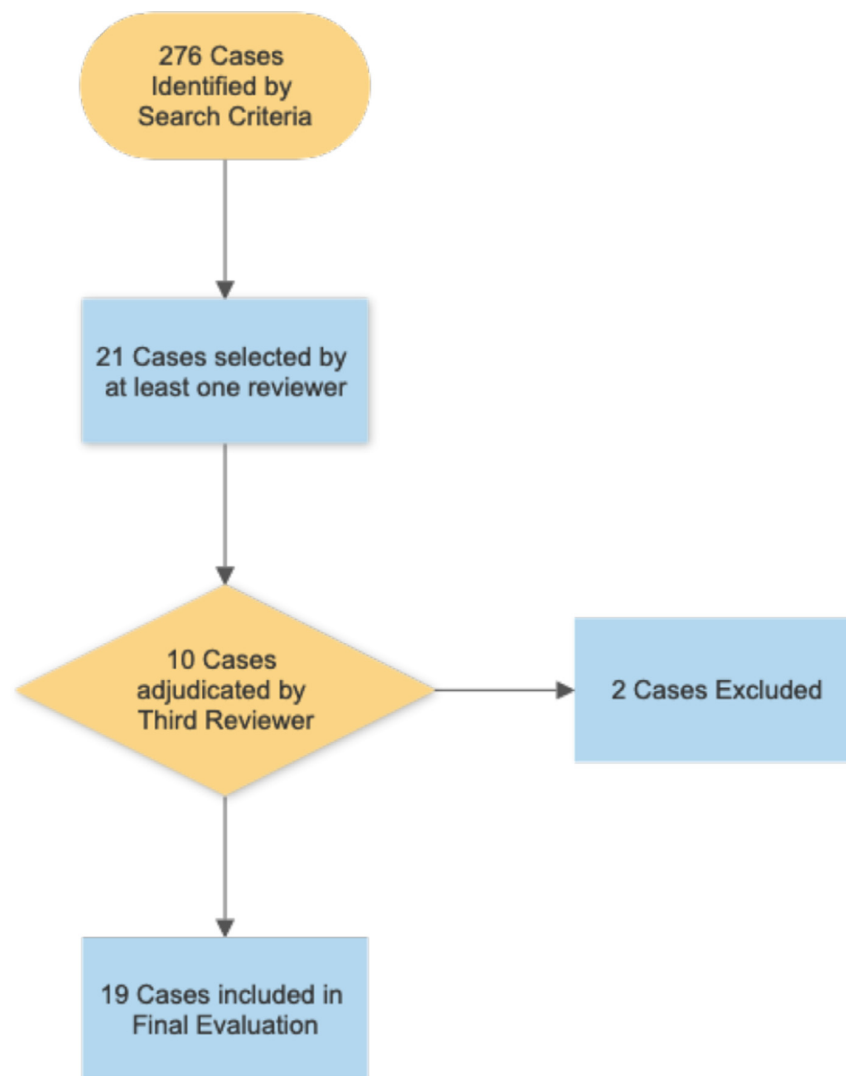 276 Cases
Identified by
Search Criteria
21 Cases selected by
at least one reviewer
10 Cases
adjudicated by
Third Reviewer
2 Cases Excluded
19 Cases included in
Final Evaluation